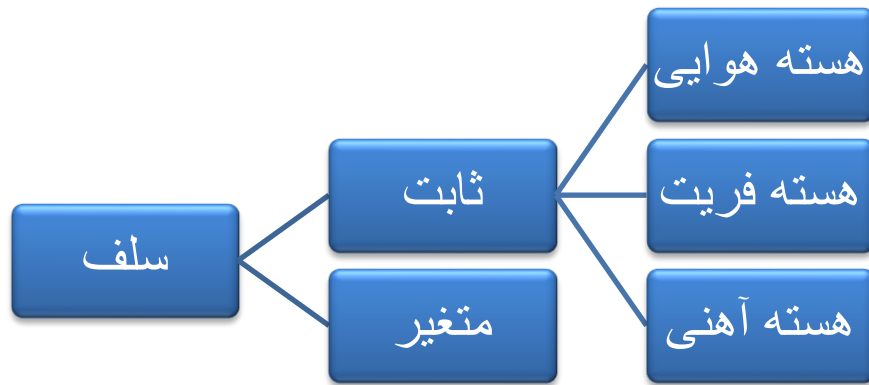 سلف
ثابت
متغیر
هسته هوایی
هسته فریت
هسته آهنی